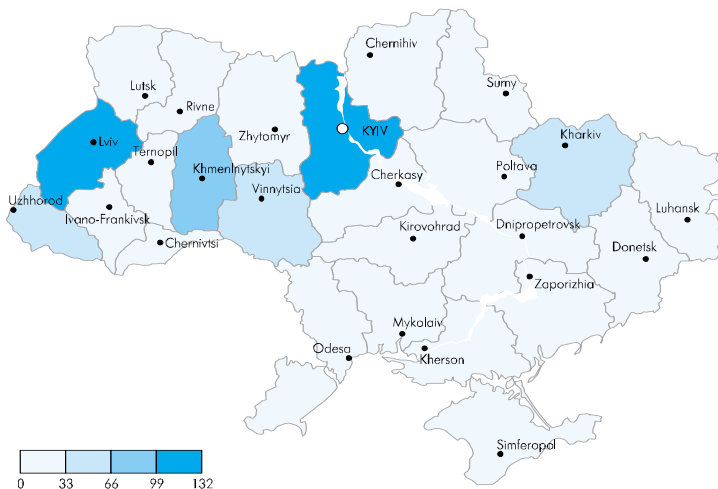 Chernihiv
Sumy
Lutsk
Rivne
Zhytomyr
KYIV
Kharkiv
Lviv
Ternopil
Khmenlnytskyi
Vinnytsia
Cherkasy
Poltava
Uzhhorod
Ivano-Frankivsk
Luhansk
Dnipropetrovsk
Kirovohrad
Chernivtsi
Donetsk
Zaporizhia
Mykolaiv
Odesa
Kherson
Simferopol
0 33 66 99 132